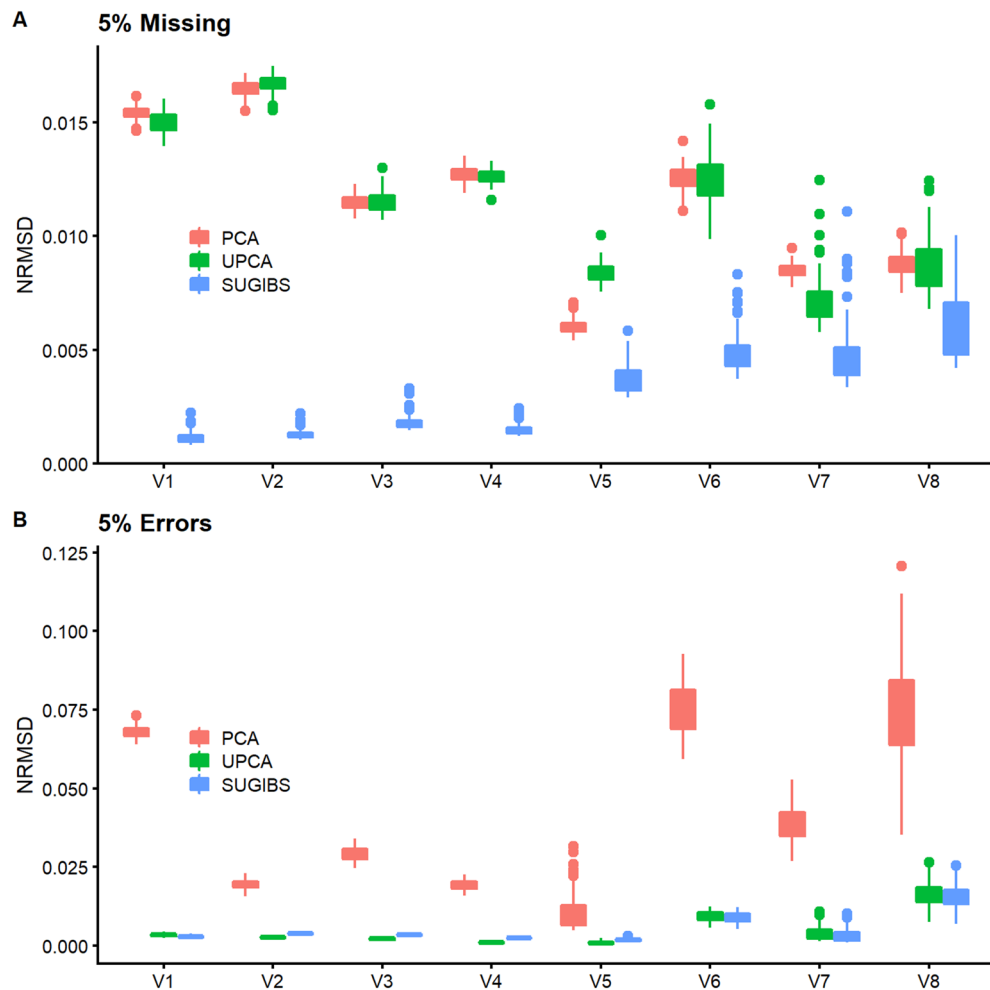 A
5% Missing
NRMSD
0.015
0.010
0.005
0.000
PCA
UPCA
SUGIBS
V1 V2 V3 V4 V5 V6 V7 V8
B
5% Errors
NRMSD
0.125
0.100
0.075
0.050
0.025
0.000
PCA
UPCA
SUGIBS
V1 V2 V3 V4 V5 V6 V7 V8